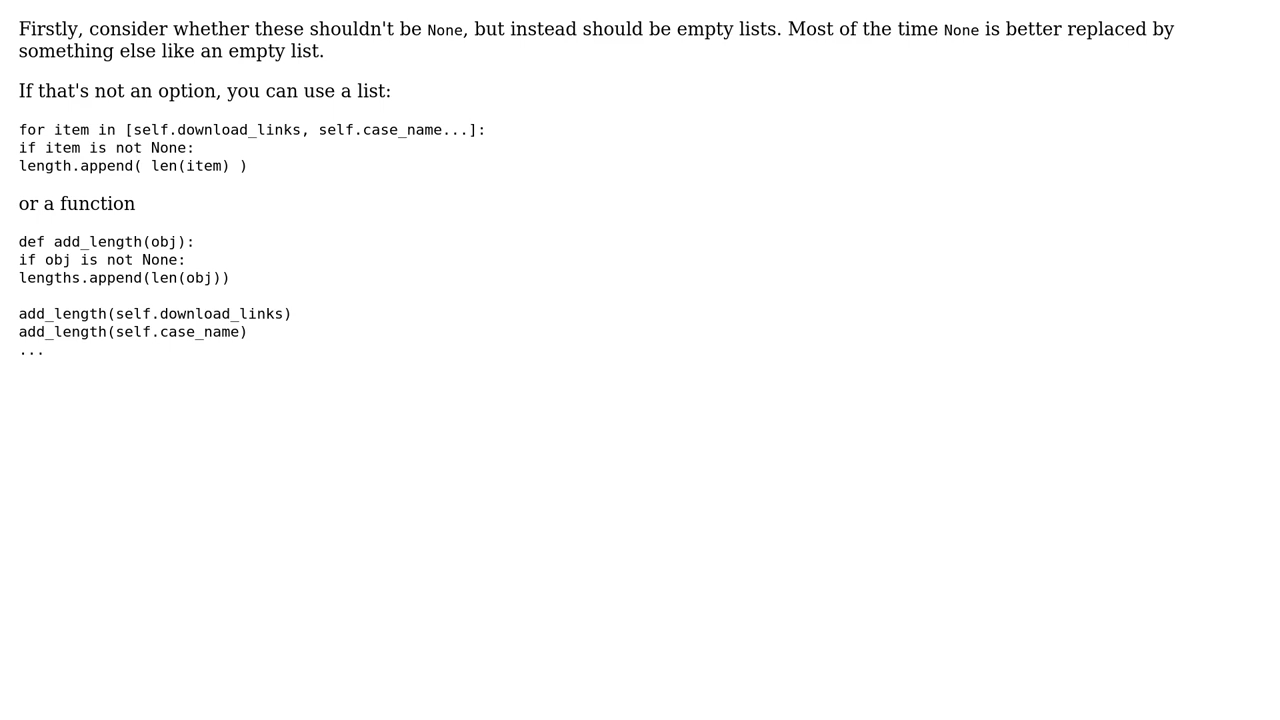 Firstly, consider whether these shouldn't be None, but instead should be empty lists. Most of the time None is better replaced by
something else like an empty list.
If that's not an option, you can use a list:
for item in [self.download_links, self.case_name...]:
if item is not None:
length.append( len(item) )
or a function
def add_length(obj):
if obj is not None:
lengths.append(len(obj))
add_length(self.download_links)
add_length(self.case_name)
...